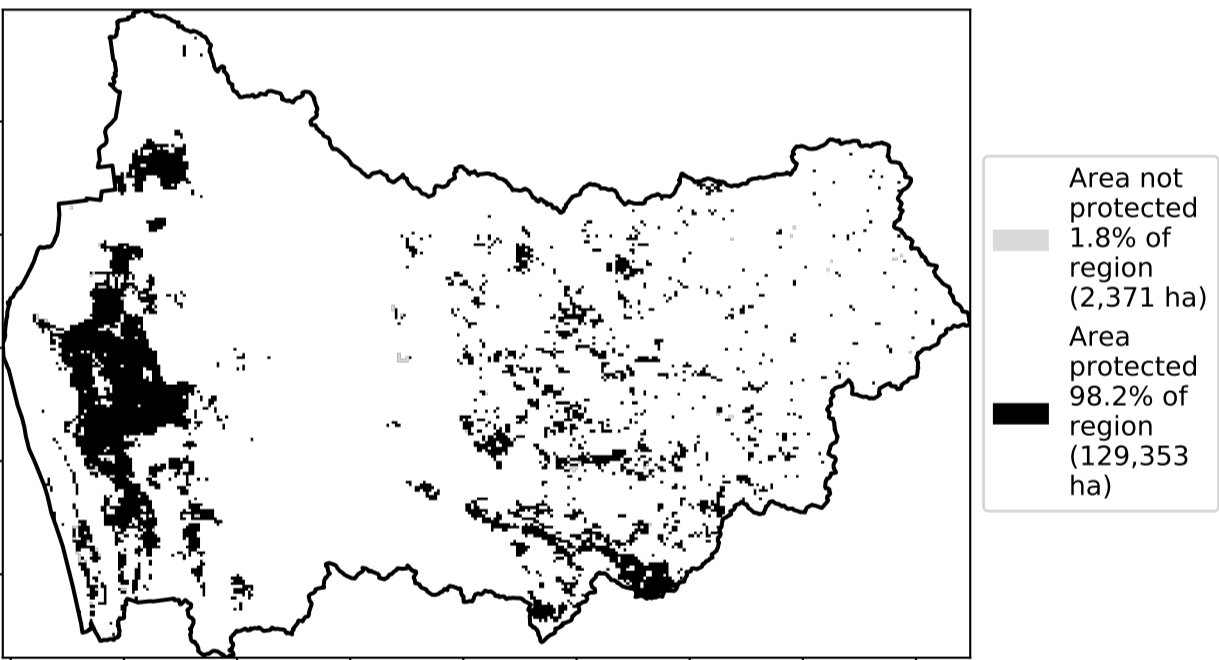 Area not
protected
1.8% of
region
(2,371 ha)
Area
protected
98.2% of
region
(129,353
ha)